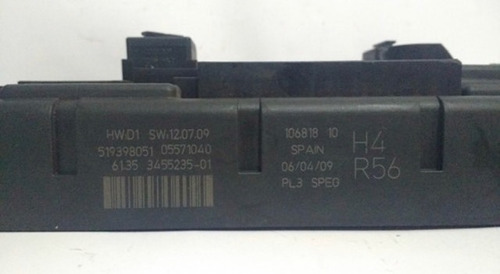 HW:D1 SW:12.07.09
519398051 05571040
6135 3455235-01
106818 10
SPAIN
06/04/09
PL3 SPEG
H4
R56